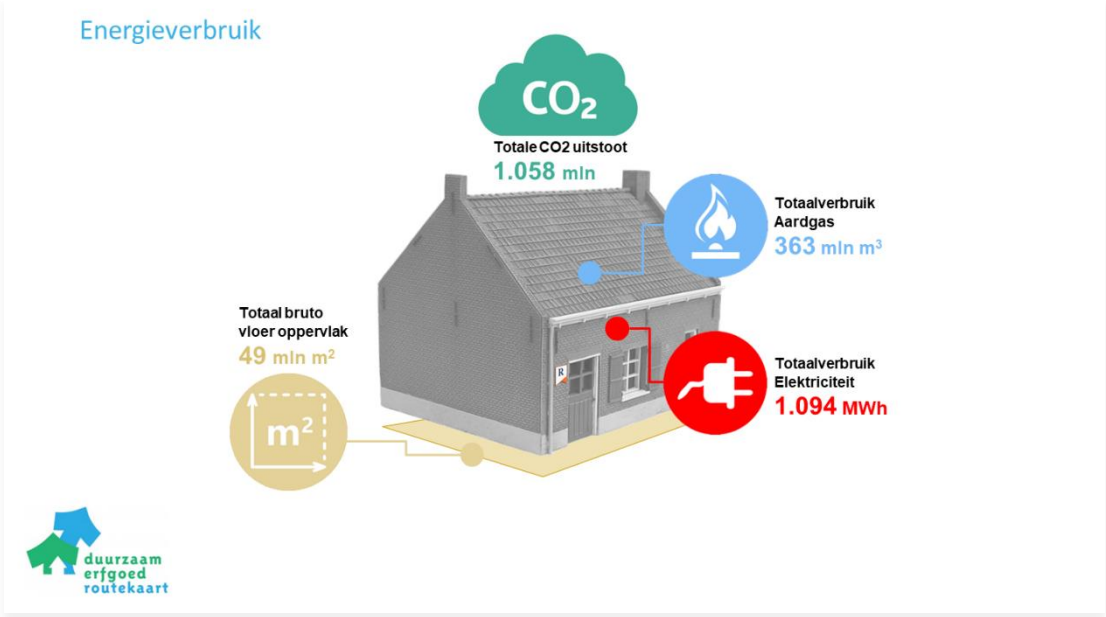 Energieverbruik
CO₂
Totale CO2 uitstoot
1.058 mln
Totaalverbruik
Aardgas
363 mln m³
Totaal bruto
vloer oppervlak
49 mln m²
m²
R
Totaalverbruik
Elektriciteit
1.094 MWh
duurzaam
erfgoed
routekaart